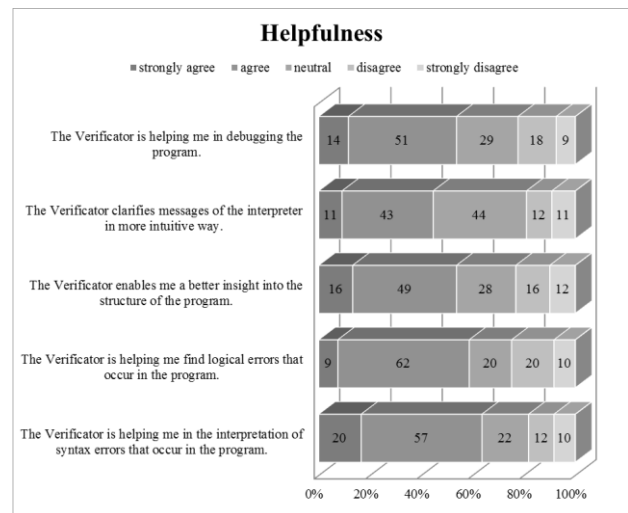 Helpfulness
strongly agree agree neutral disagree strongly disagree
The Verificator is helping me in debugging the
program.
14 51 29 18 9
The Verificator clarifies messages of the interpreter
in more intuitive way.
11 43 44 12 11
The Verificator enables me a better insight into the
structure of the program.
16 49 28 16 12
The Verificator is helping me find logical errors that
occur in the program.
9 62 20 20 10
The Verificator is helping me in the interpretation of
syntax errors that occur in the program.
20 57 22 12 10
0% 20% 40% 60% 80% 100%